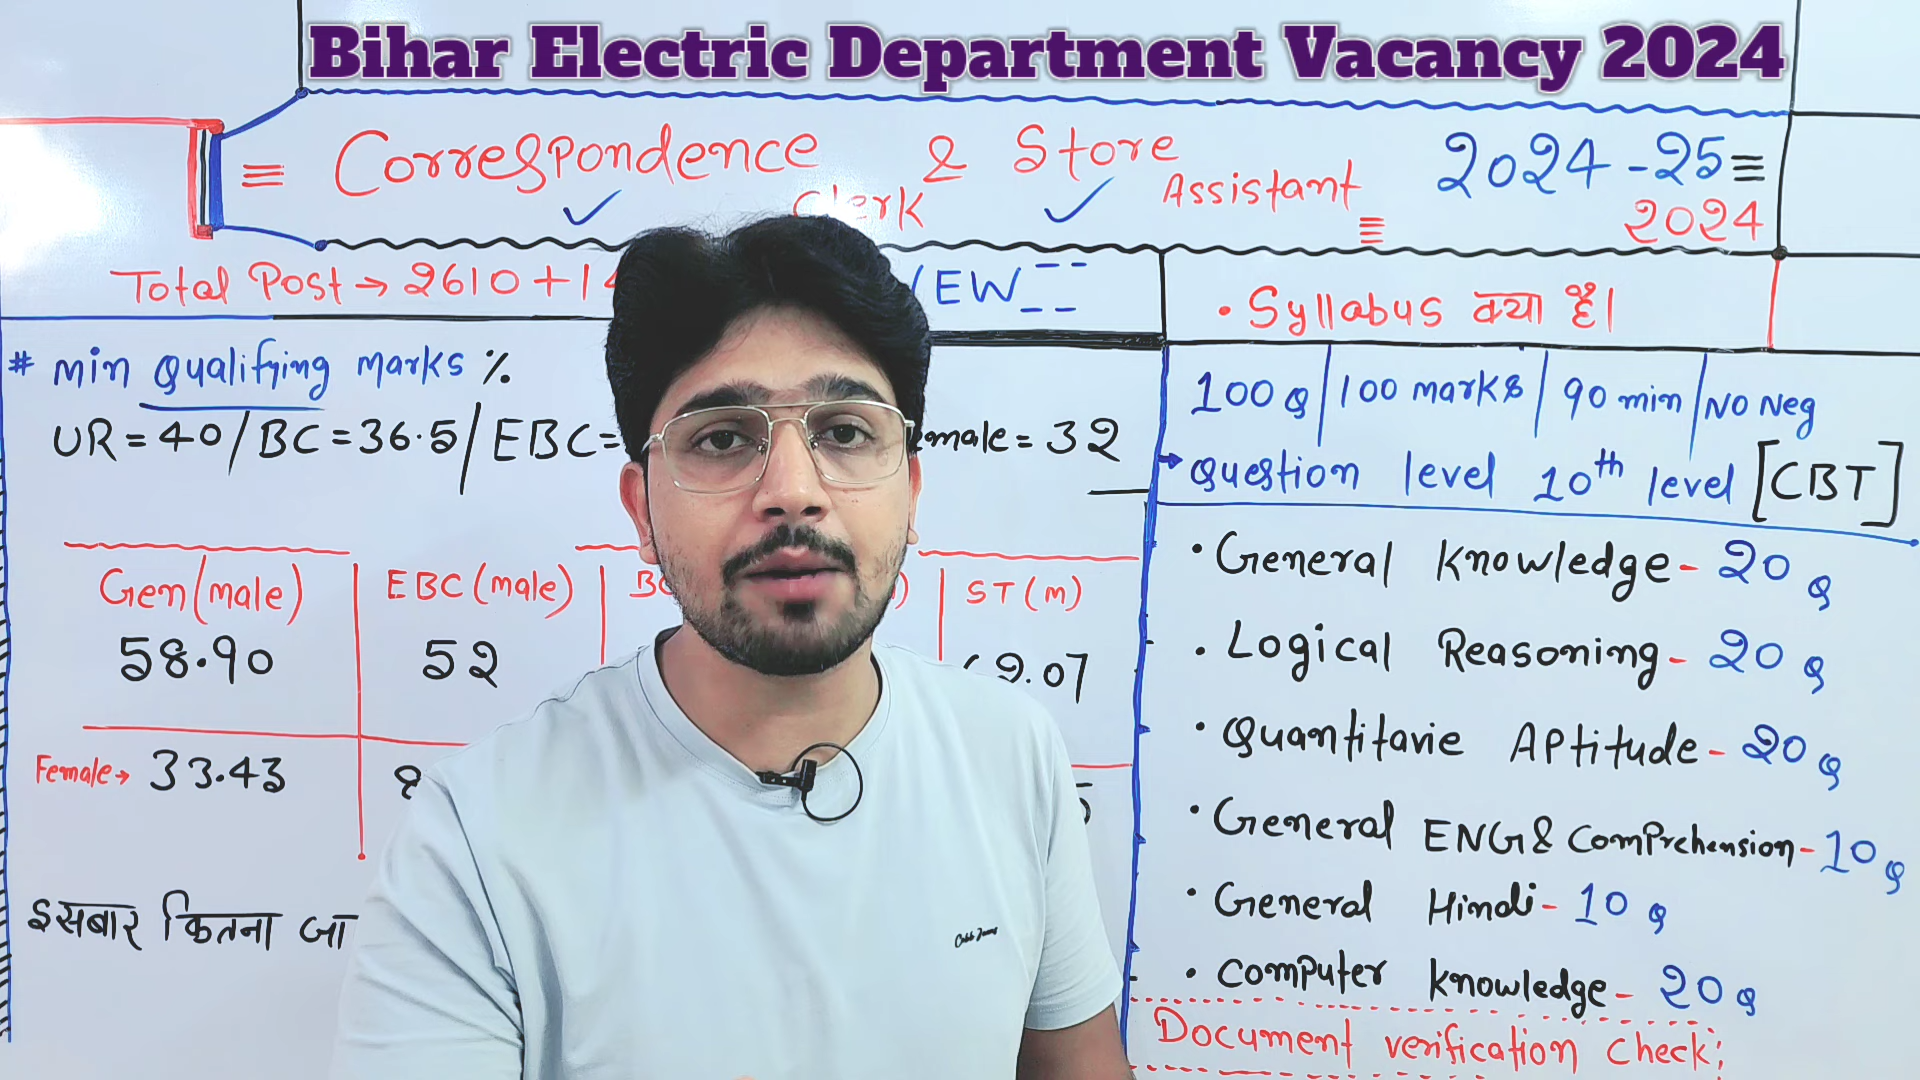 Bihar Electric Department Vacancy 2024
≡ Correspondence & Store 2024-25 ≡
Clerk Assistant ≡ 2024
Total Post → 2610 + 1
EW
• Syllabus क्या है।
# min Qualifying marks %.
UR = 40 / BC = 36.5 / EBC = male = 32
100 Q / 100 marks / 90 min / No Neg
Question level 10th level [CBT]
Gen (male) EBC (male) ST (m)
58.90 52 9.07
Female → 33.43
इसबार कितना जा
• General Knowledge - 20 Q
• Logical Reasoning - 20 Q
• Quantitavie Aptitude - 20 Q
• General ENG & Comprehension - 10 Q
• General Hindi - 10 Q
• Computer Knowledge - 20 Q
Document verification check;